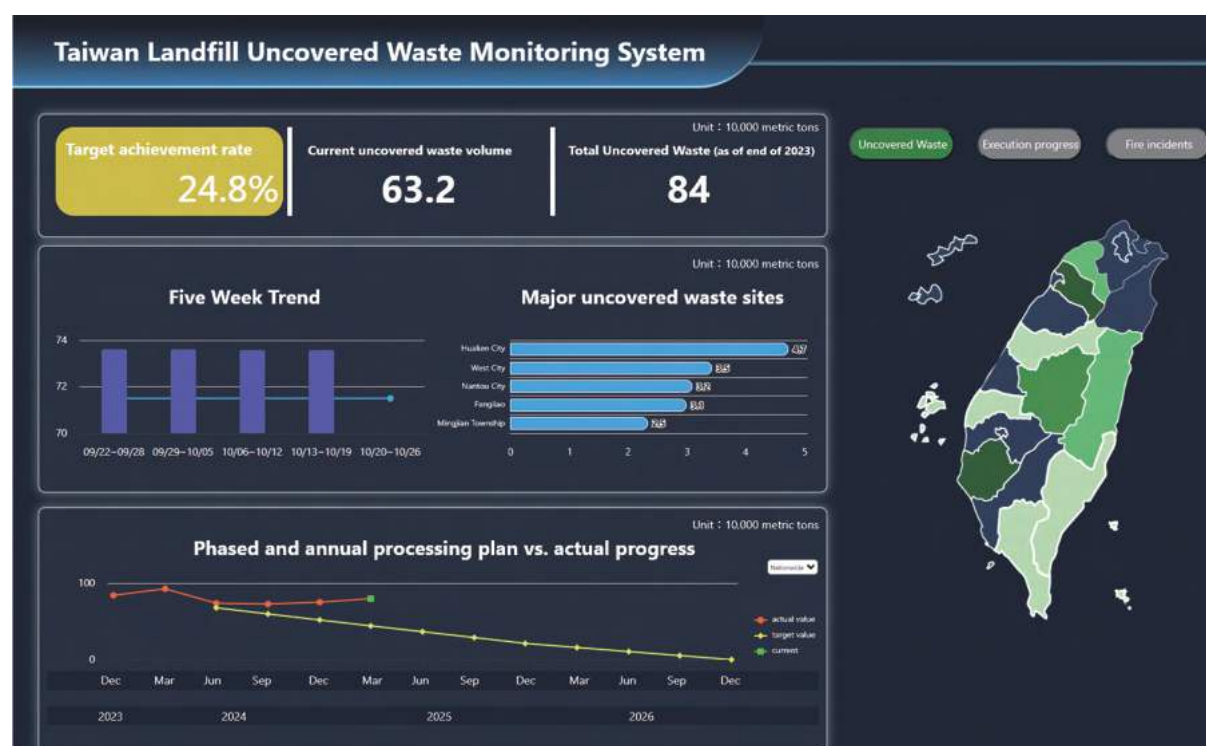 Taiwan Landfill Uncovered Waste Monitoring System
Unit：10,000 metric tons
Target achievement rate
24.8%
Current uncovered waste volume
63.2
Total Uncovered Waste (as of end of 2023)
84
Uncovered Waste
Execution progress
Fire incidents
Unit：10,000 metric tons
Five Week Trend
74
72
70
09/22~09/28 09/29~10/05 10/06~10/12 10/13~10/19 10/20~10/26
Major uncovered waste sites
Hualien City 4.7
West City 3.5
Nantou City 3.2
Fangliao
Mingjian Township
0 1 2 3 4 5
Unit：10,000 metric tons
Phased and annual processing plan vs. actual progress
Nationwide
100
0
actual value
target value
current
Dec Mar Jun Sep Dec Mar Jun Sep Dec Mar Jun Sep Dec
2023 2024 2025 2026